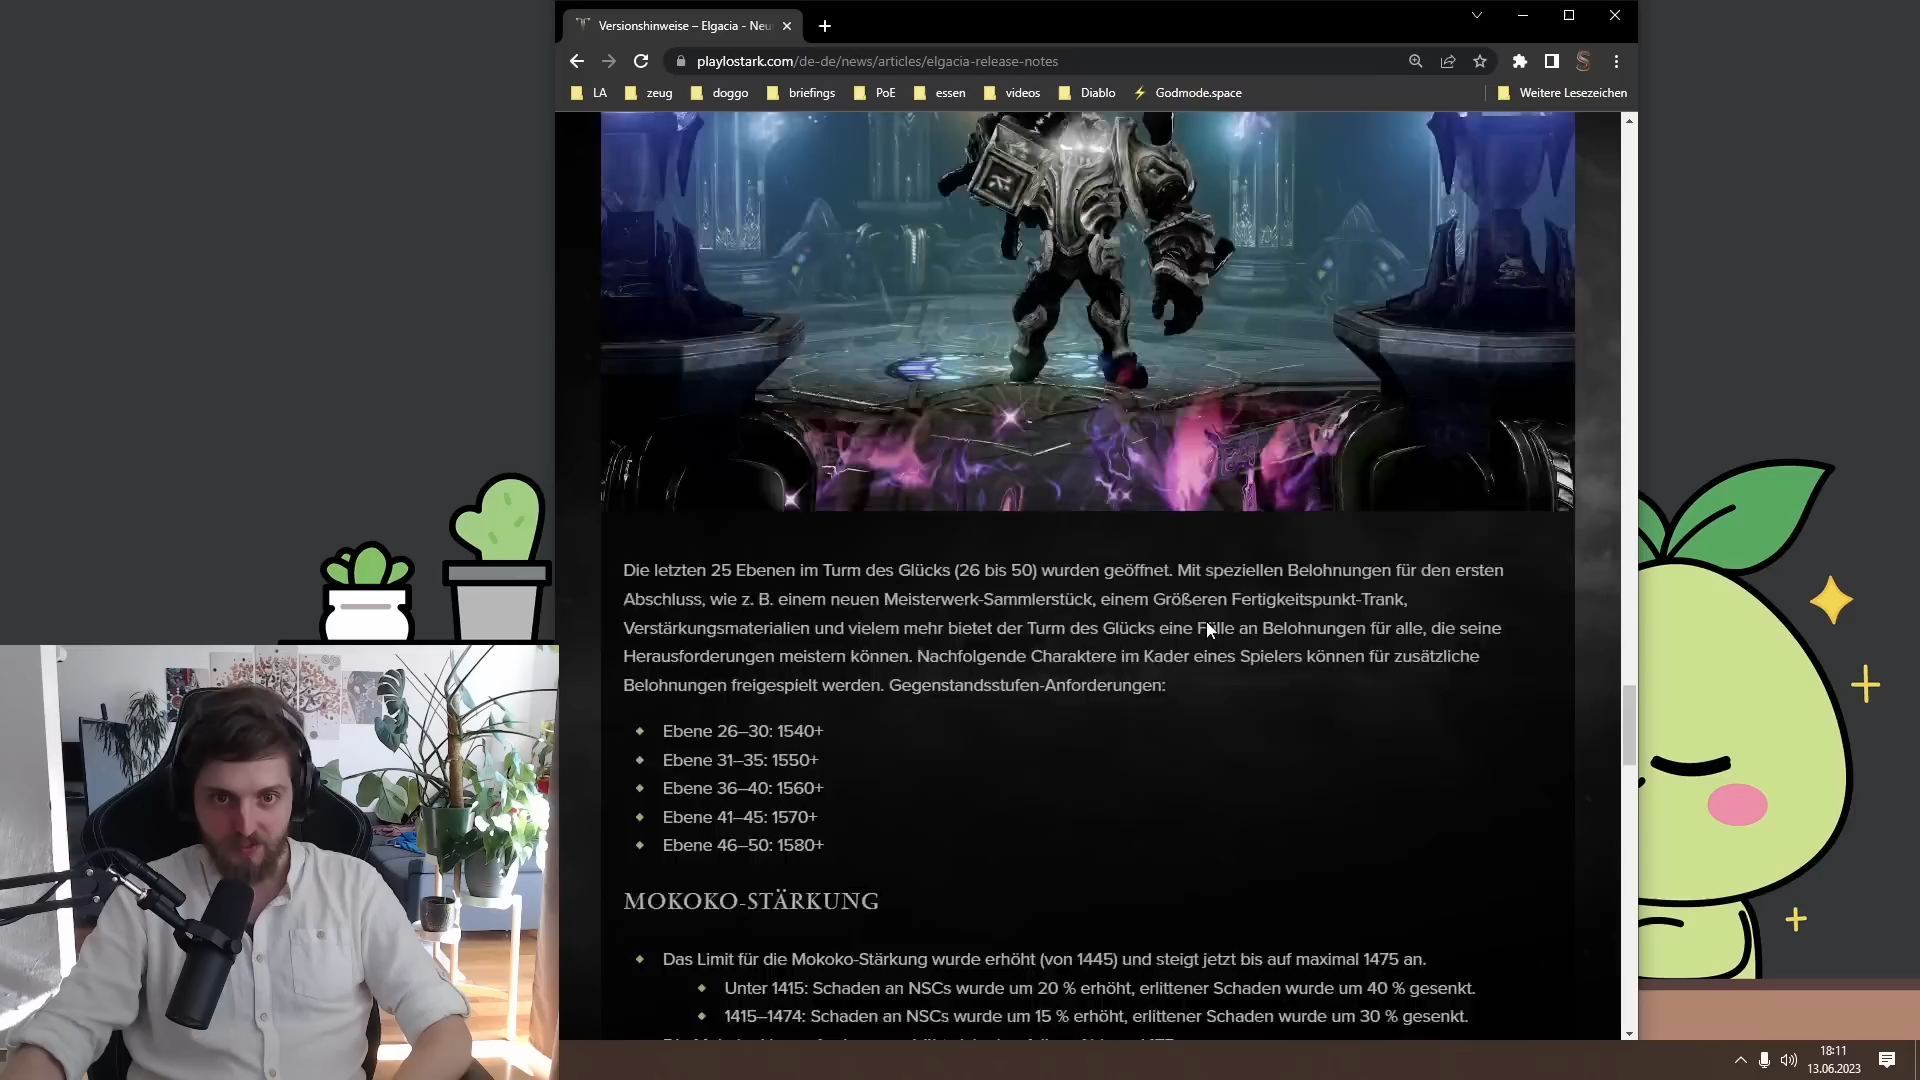 Versionshinweise – Elgacia - Neu
playlostark.com/de-de/news/articles/elgacia-release-notes
LA zeug doggo briefings PoE essen videos Diablo Godmode.space Weitere Lesezeichen
Die letzten 25 Ebenen im Turm des Glücks (26 bis 50) wurden geöffnet. Mit speziellen Belohnungen für den ersten
Abschluss, wie z. B. einem neuen Meisterwerk-Sammlerstück, einem Größeren Fertigkeitspunkt-Trank,
Verstärkungsmaterialien und vielem mehr bietet der Turm des Glücks eine Fülle an Belohnungen für alle, die seine
Herausforderungen meistern können. Nachfolgende Charaktere im Kader eines Spielers können für zusätzliche
Belohnungen freigespielt werden. Gegenstandsstufen-Anforderungen:
Ebene 26–30: 1540+
Ebene 31–35: 1550+
Ebene 36–40: 1560+
Ebene 41–45: 1570+
Ebene 46–50: 1580+
MOKOKO-STÄRKUNG
Das Limit für die Mokoko-Stärkung wurde erhöht (von 1445) und steigt jetzt bis auf maximal 1475 an.
Unter 1415: Schaden an NSCs wurde um 20 % erhöht, erlittener Schaden wurde um 40 % gesenkt.
1415–1474: Schaden an NSCs wurde um 15 % erhöht, erlittener Schaden wurde um 30 % gesenkt.
18:11
13.06.2023